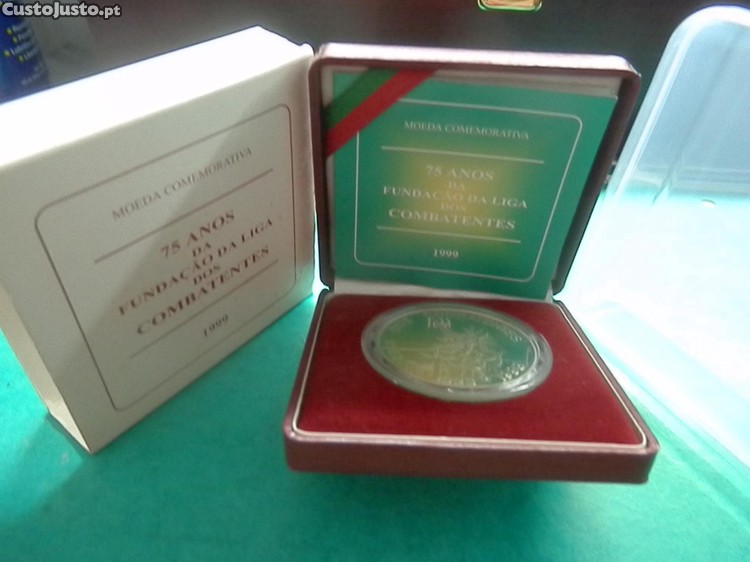 CustoJusto.pt
MOEDA COMEMORATIVA
75 ANOS
DA
FUNDAÇÃO DA LIGA
DOS
COMBATENTES
1999
MOEDA COMEMORATIVA
75 ANOS
DA
FUNDAÇÃO DA LIGA
DOS
COMBATENTES
1999